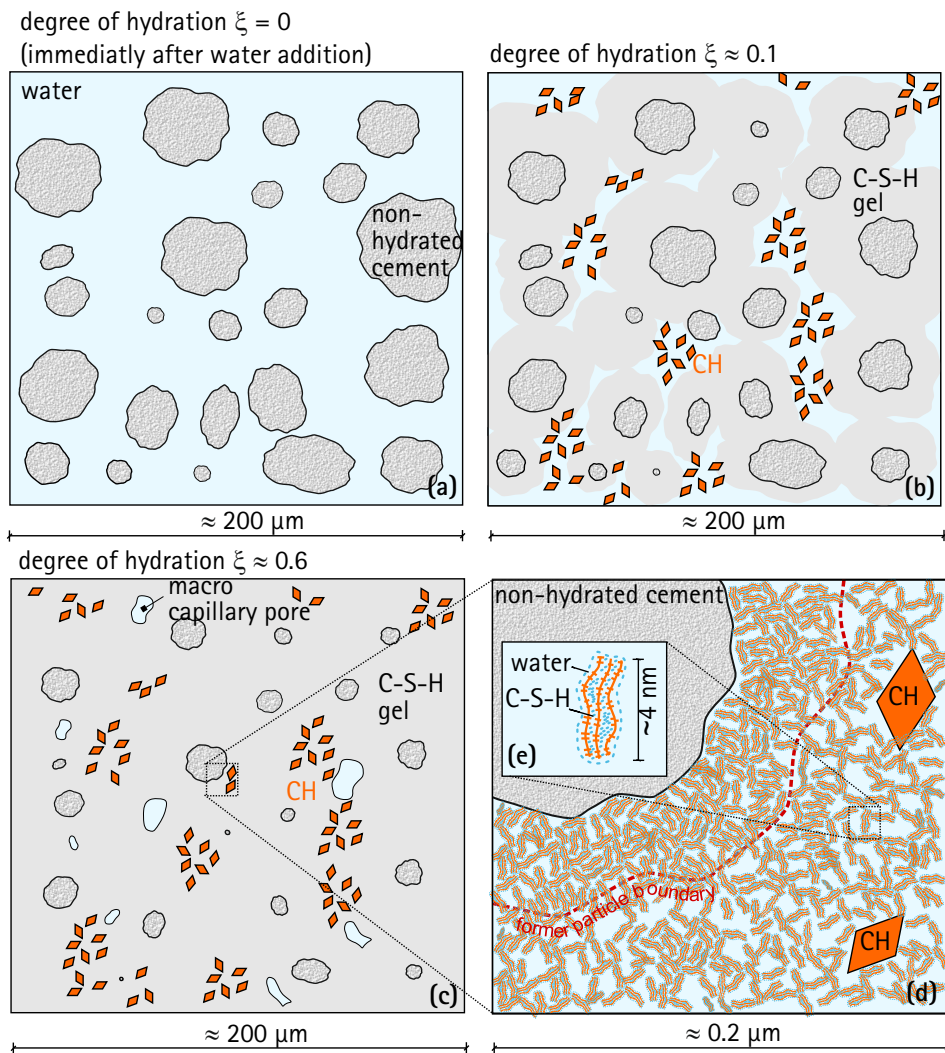 degree of hydration ξ = 0
(immediatly after water addition)
water
non-
hydrated
cement
(a)
≈ 200 µm
degree of hydration ξ ≈ 0.1
C-S-H
gel
CH
(b)
≈ 200 µm
degree of hydration ξ ≈ 0.6
macro
capillary pore
C-S-H
gel
CH
(c)
≈ 200 µm
non-hydrated cement
water
C-S-H
~4 nm
(e)
CH
former particle boundary
CH
(d)
≈ 0.2 µm